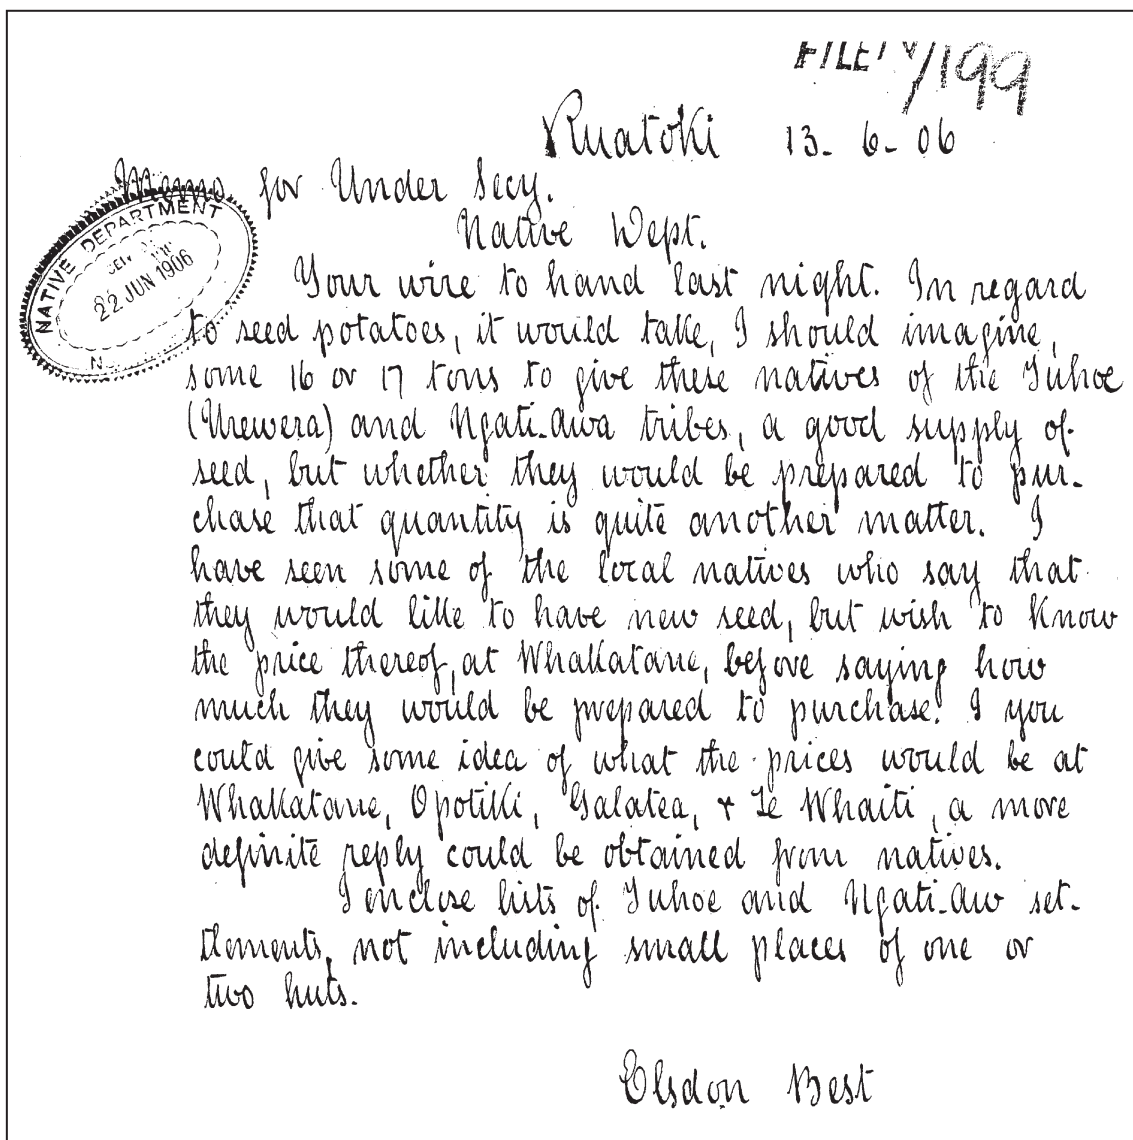 FILE
/199
Ruatoki 13-6-06
Memo for Under Secy.
Native Dept.
NATIVE DEPARTMENT
22 JUN 1906
Your wire to hand last night. In regard
to seed potatoes, it would take, I should imagine,
some 16 or 17 tons to give these natives of the Tuhoe
(Urewera) and Ngati-Awa tribes, a good supply of
seed, but whether they would be prepared to pur-
chase that quantity is quite another matter. I
have seen some of the local natives who say that
they would like to have new seed, but wish to know
the price thereof, at Whakatane, before saying how
much they would be prepared to purchase. I you
could give some idea of what the prices would be at
Whakatane, Opotiki, Galatea, + Te Whaiti, a more
definite reply could be obtained from natives.
I enclose lists of Tuhoe and Ngati-Aw set-
tlements, not including small places of one or
two huts.
Elsdon Best